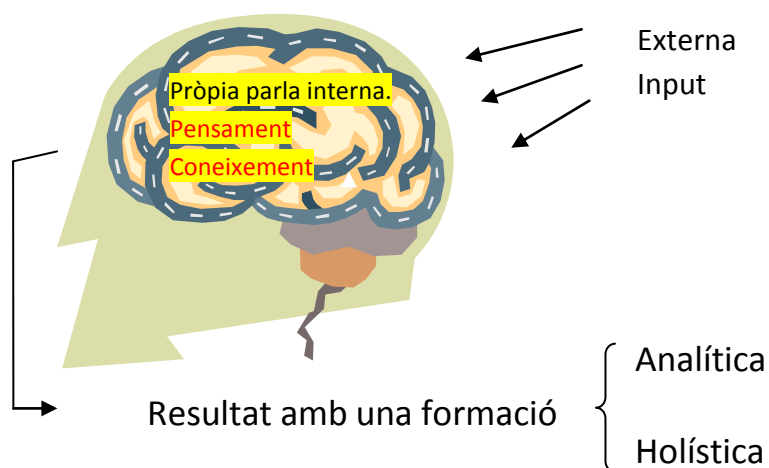 Externa
Input
Pròpia parla interna.
Pensament
Coneixement
Analítica
Resultat amb una formació
Holística